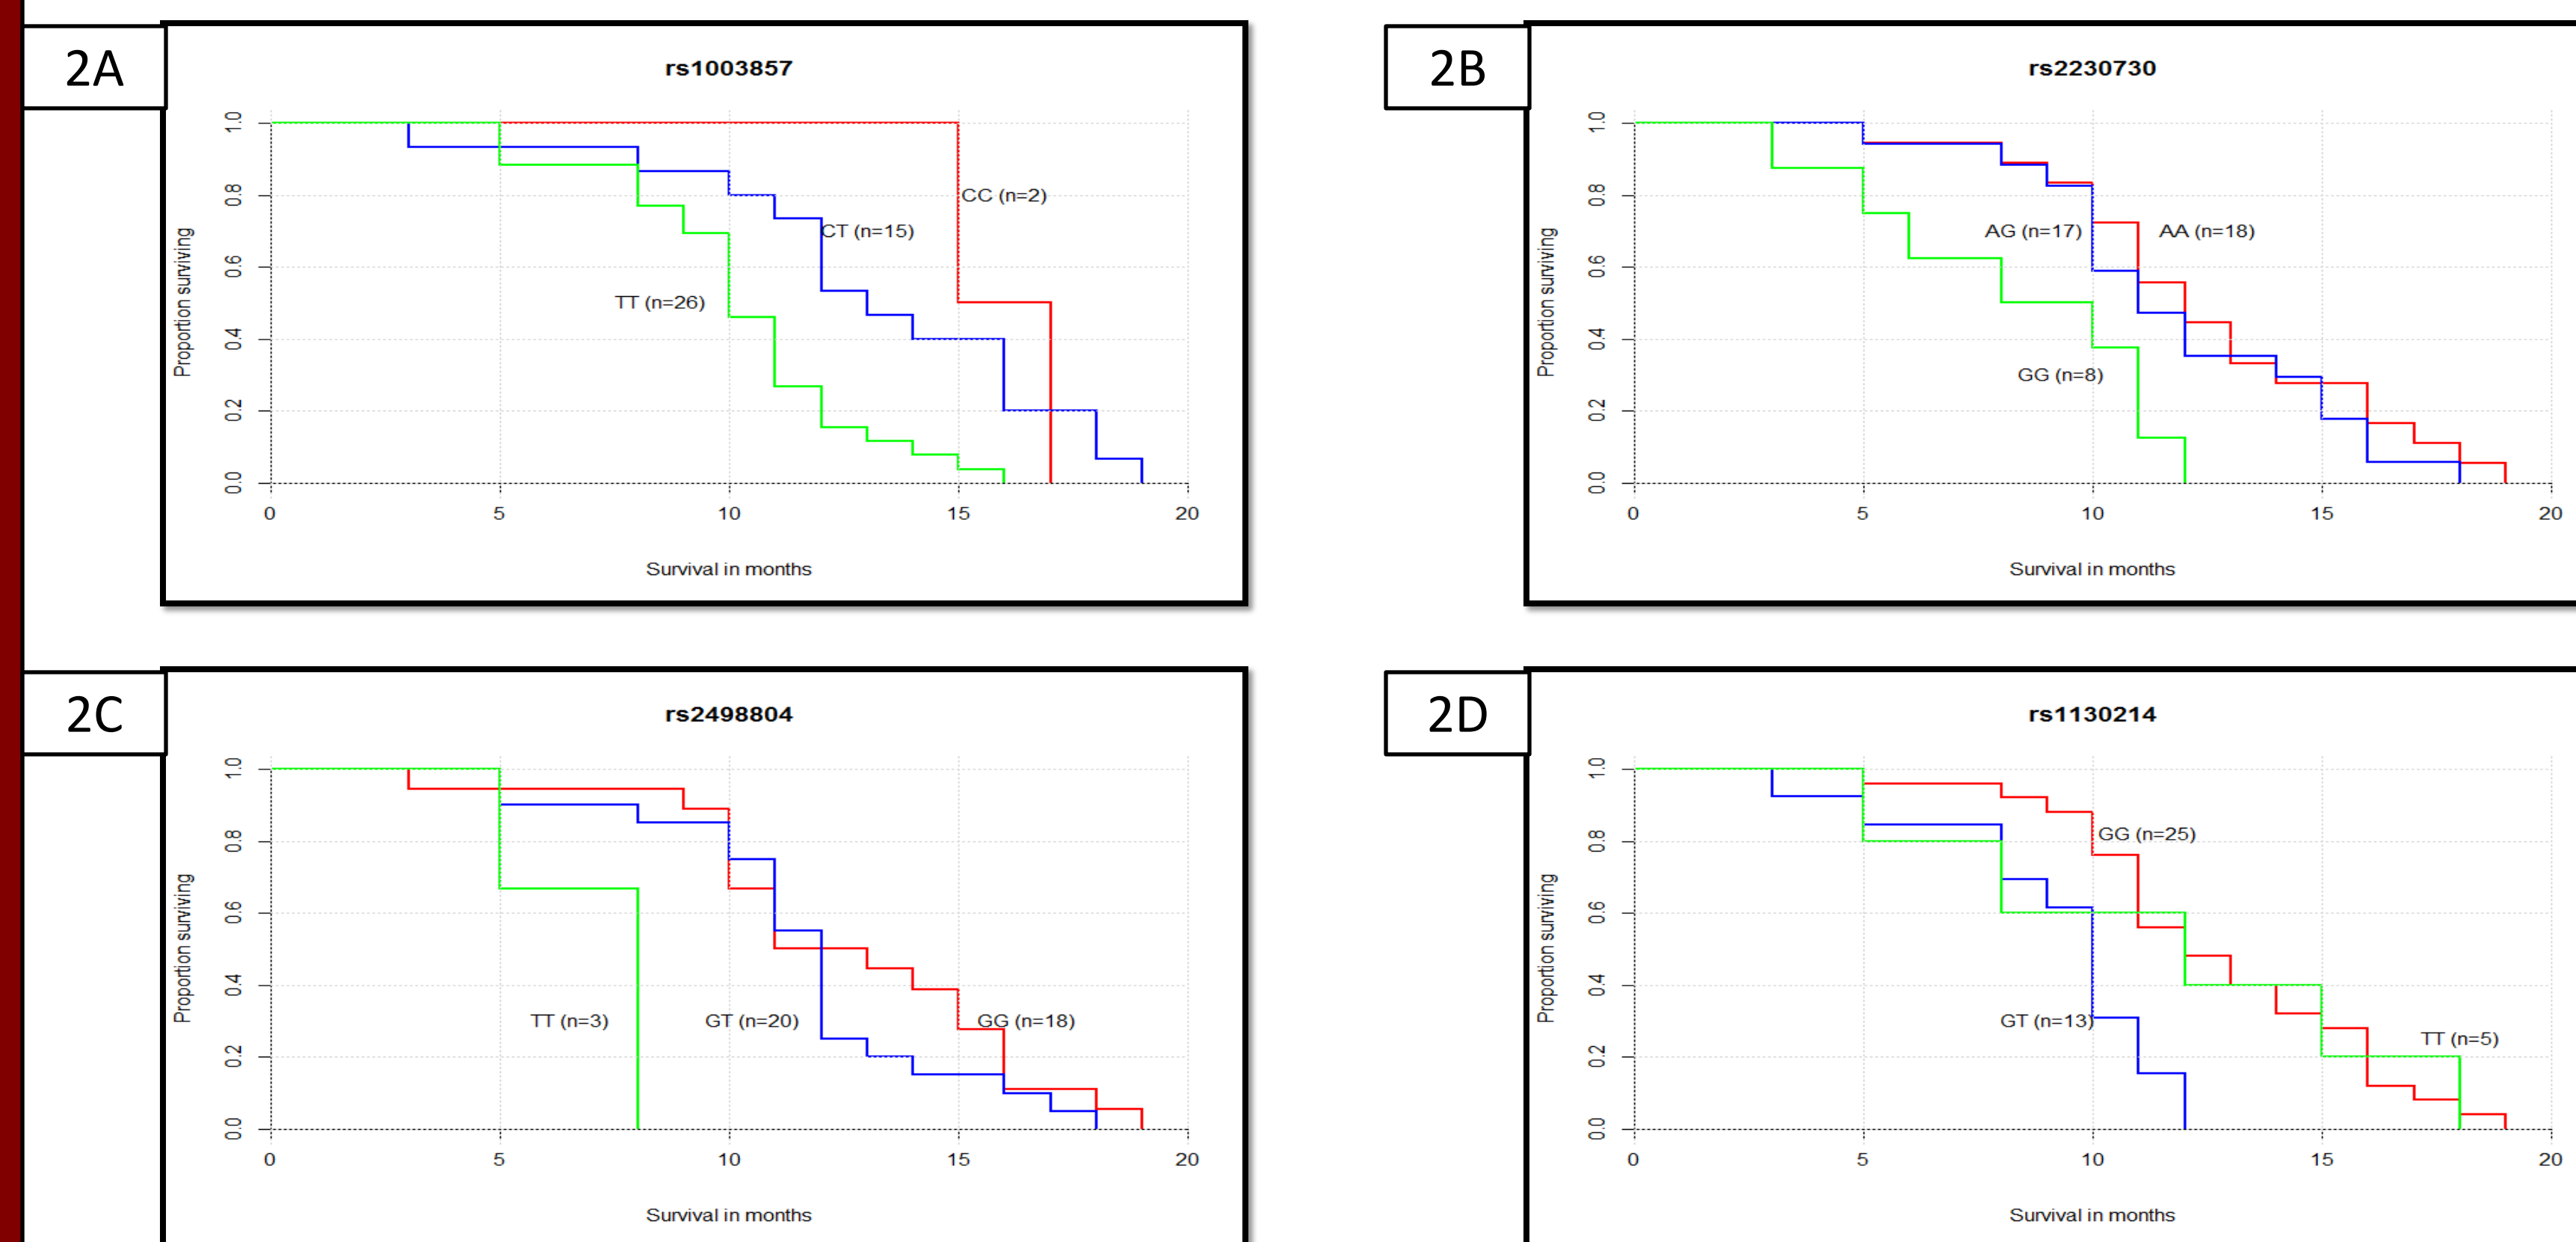 2A
rs1003857
Proportion surviving
1.0
0.8
0.6
0.4
0.2
0.0
CC (n=2)
CT (n=15)
TT (n=26)
0 5 10 15 20
Survival in months
2B
rs2230730
Proportion surviving
1.0
0.8
0.6
0.4
0.2
0.0
AG (n=17) AA (n=18)
GG (n=8)
0 5 10 15 20
Survival in months
2C
rs2498804
Proportion surviving
1.0
0.8
0.6
0.4
0.2
0.0
TT (n=3) GT (n=20) GG (n=18)
0 5 10 15 20
Survival in months
2D
rs1130214
Proportion surviving
1.0
0.8
0.6
0.4
0.2
0.0
GG (n=25)
GT (n=13)
TT (n=5)
0 5 10 15 20
Survival in months